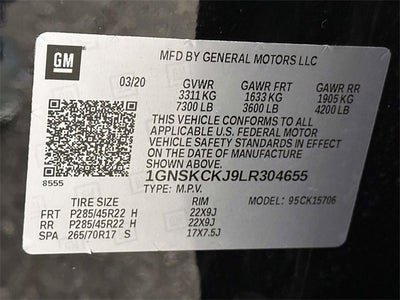 GM
MFD BY GENERAL MOTORS LLC
03/20 GVWR GAWR FRT GAWR RR
3311 KG 1633 KG 1905 KG
7300 LB 3600 LB 4200 LB
THIS VEHICLE CONFORMS TO ALL
APPLICABLE U.S. FEDERAL MOTOR
VEHICLE SAFETY STANDARDS IN
EFFECT ON THE DATE OF
MANUFACTURE SHOWN ABOVE.
8555 1GNSKCKJ9LR304655
TYPE: M.P.V. MODEL: 95CK15706
TIRE SIZE RIM
FRT P285/45R22 H 22X9J
RR P285/45R22 H 22X9J
SPA 265/70R17 S 17X7.5J